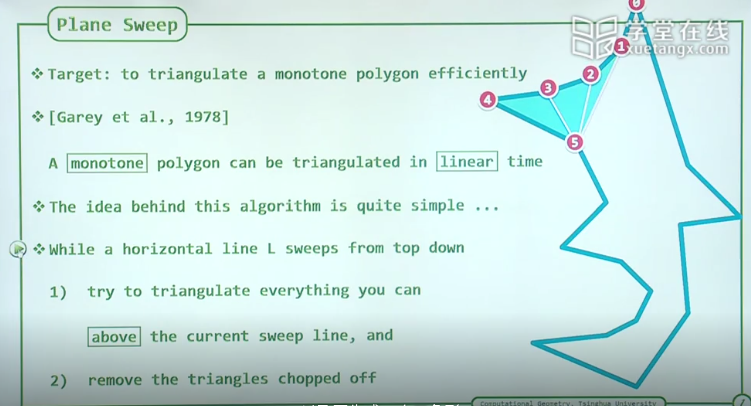 Plane Sweep
0
学堂在线
xuetangx.com
1
❖Target: to triangulate a monotone polygon efficiently
2
3
4
❖[Garey et al., 1978]
5
A monotone polygon can be triangulated in linear time
❖The idea behind this algorithm is quite simple ...
❖While a horizontal line L sweeps from top down
1) try to triangulate everything you can
above the current sweep line, and
2) remove the triangles chopped off
Computational Geometry, Tsinghua University